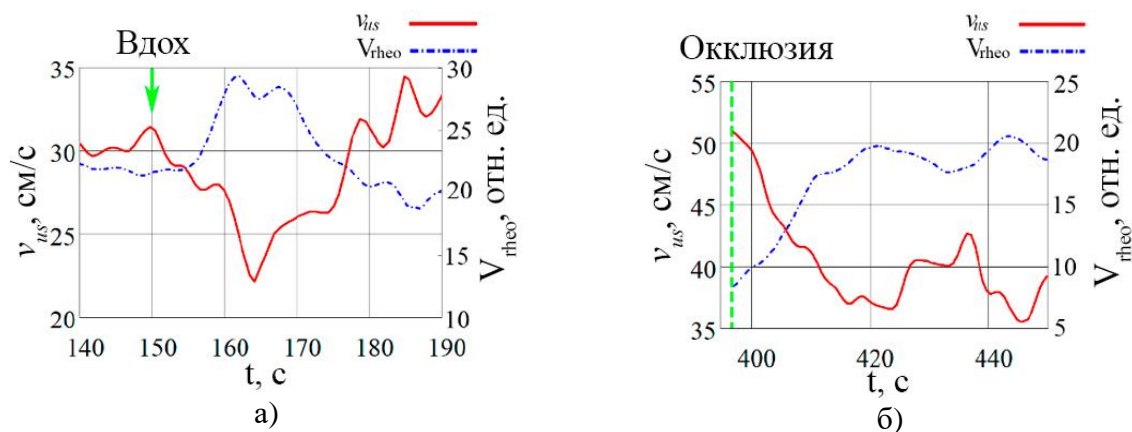 v_us
V_rheo
Вдох
35
30
25
20
v_us, см/с
30
25
20
15
10
V_rheo, отн. ед.
140 150 160 170 180 190
t, с
а)
v_us
V_rheo
Окклюзия
55
50
45
40
35
v_us, см/с
25
20
15
10
5
V_rheo, отн. ед.
400 420 440
t, с
б)